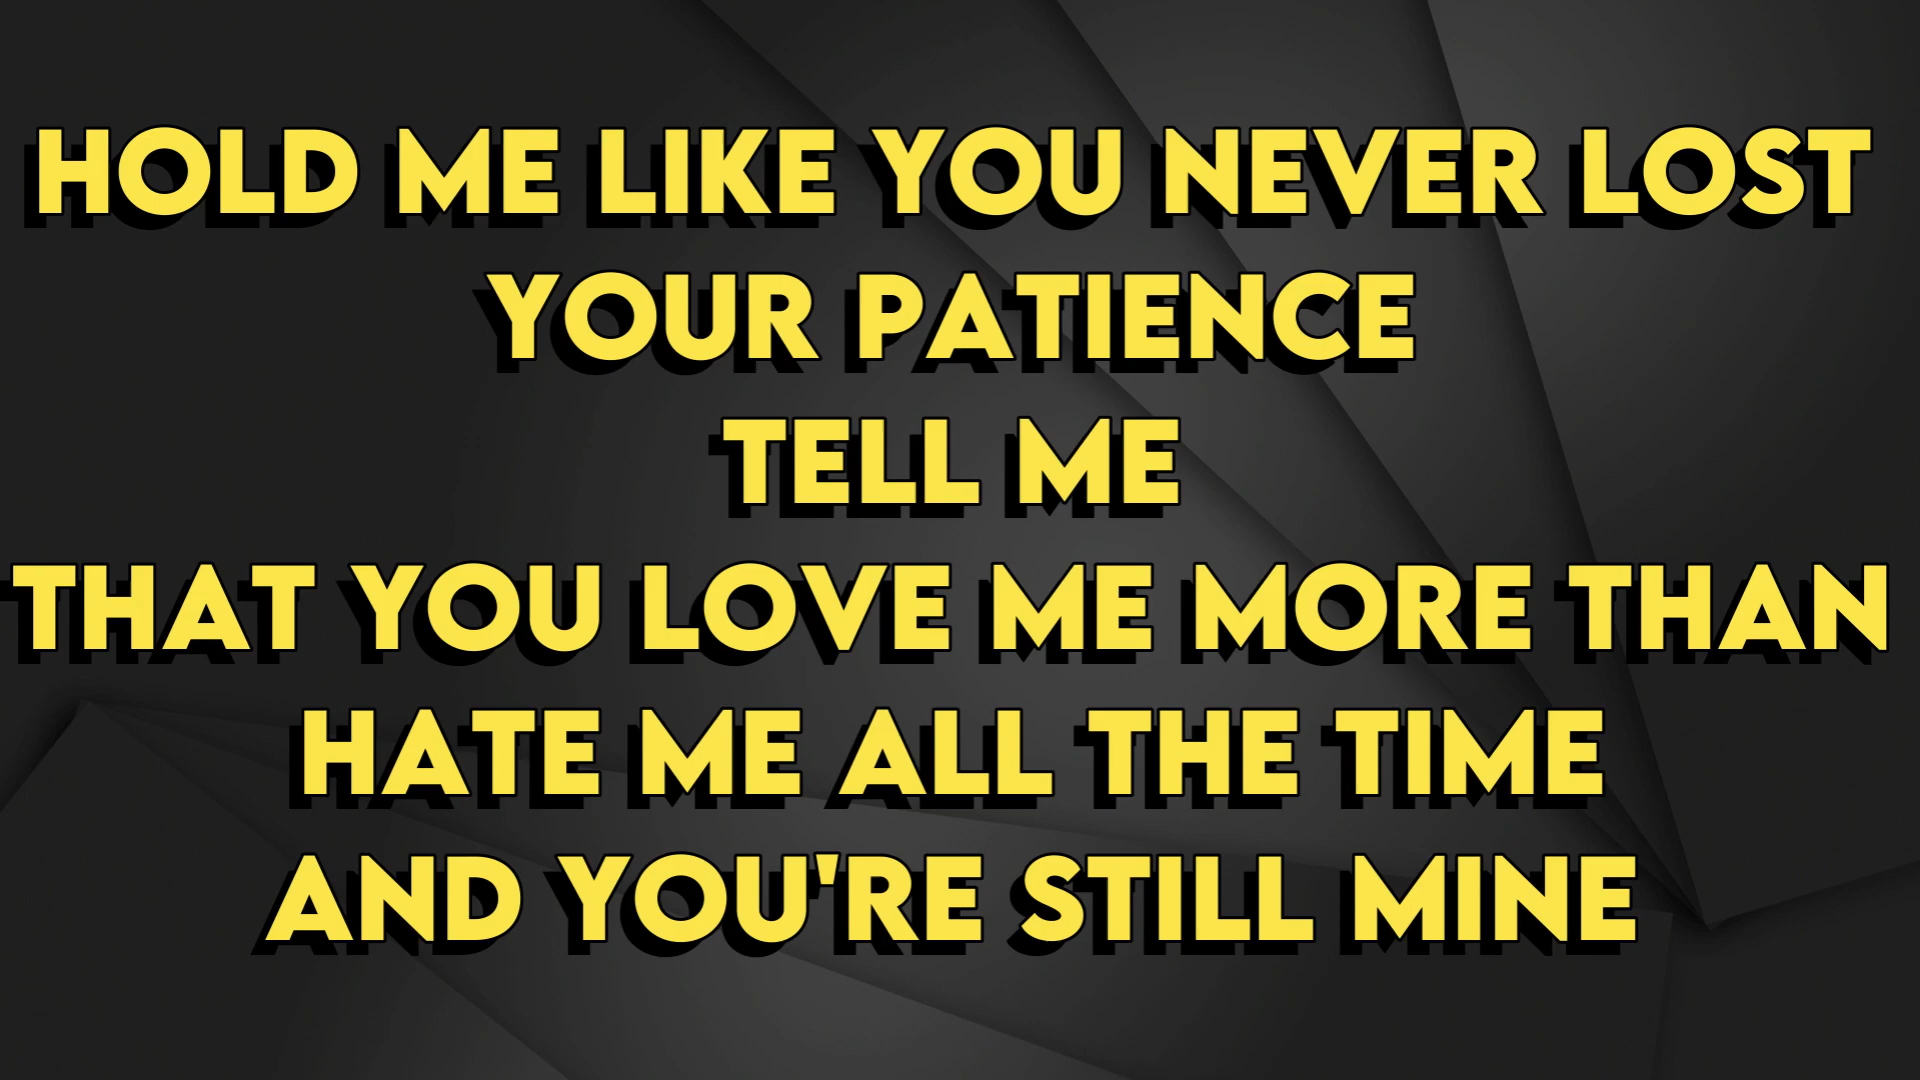 HOLD ME LIKE YOU NEVER LOST
YOUR PATIENCE
TELL ME
THAT YOU LOVE ME MORE THAN
HATE ME ALL THE TIME
AND YOU'RE STILL MINE